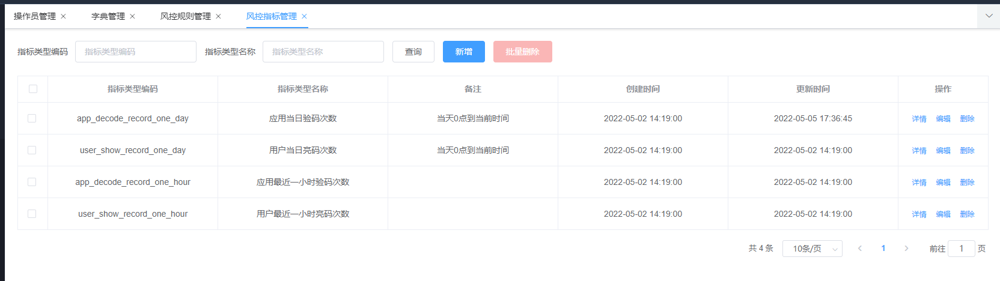 操作员管理 字典管理 风控规则管理 风控指标管理
指标类型编码 指标类型编码 指标类型名称 指标类型名称 查询 新增 批量删除
指标类型编码 指标类型名称 备注 创建时间 更新时间 操作
app_decode_record_one_day 应用当日验码次数 当天0点到当前时间 2022-05-02 14:19:00 2022-05-05 17:36:45 详情 编辑 删除
user_show_record_one_day 用户当日亮码次数 当天0点到当前时间 2022-05-02 14:19:00 2022-05-02 14:19:00 详情 编辑 删除
app_decode_record_one_hour 应用最近一小时验码次数 2022-05-02 14:19:00 2022-05-02 14:19:00 详情 编辑 删除
user_show_record_one_hour 用户最近一小时亮码次数 2022-05-02 14:19:00 2022-05-02 14:19:00 详情 编辑 删除
共 4 条 10条/页 1 前往 1 页